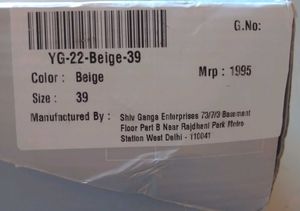 G.No:
YG-22-Beige-39
Color : Beige Mrp : 1995
Size : 39
Manufactured By : Shiv Ganga Enterprises 73/7/3 Basement
Floor Part B Near Rajdhani Park Metro
Station West Delhi - 110041